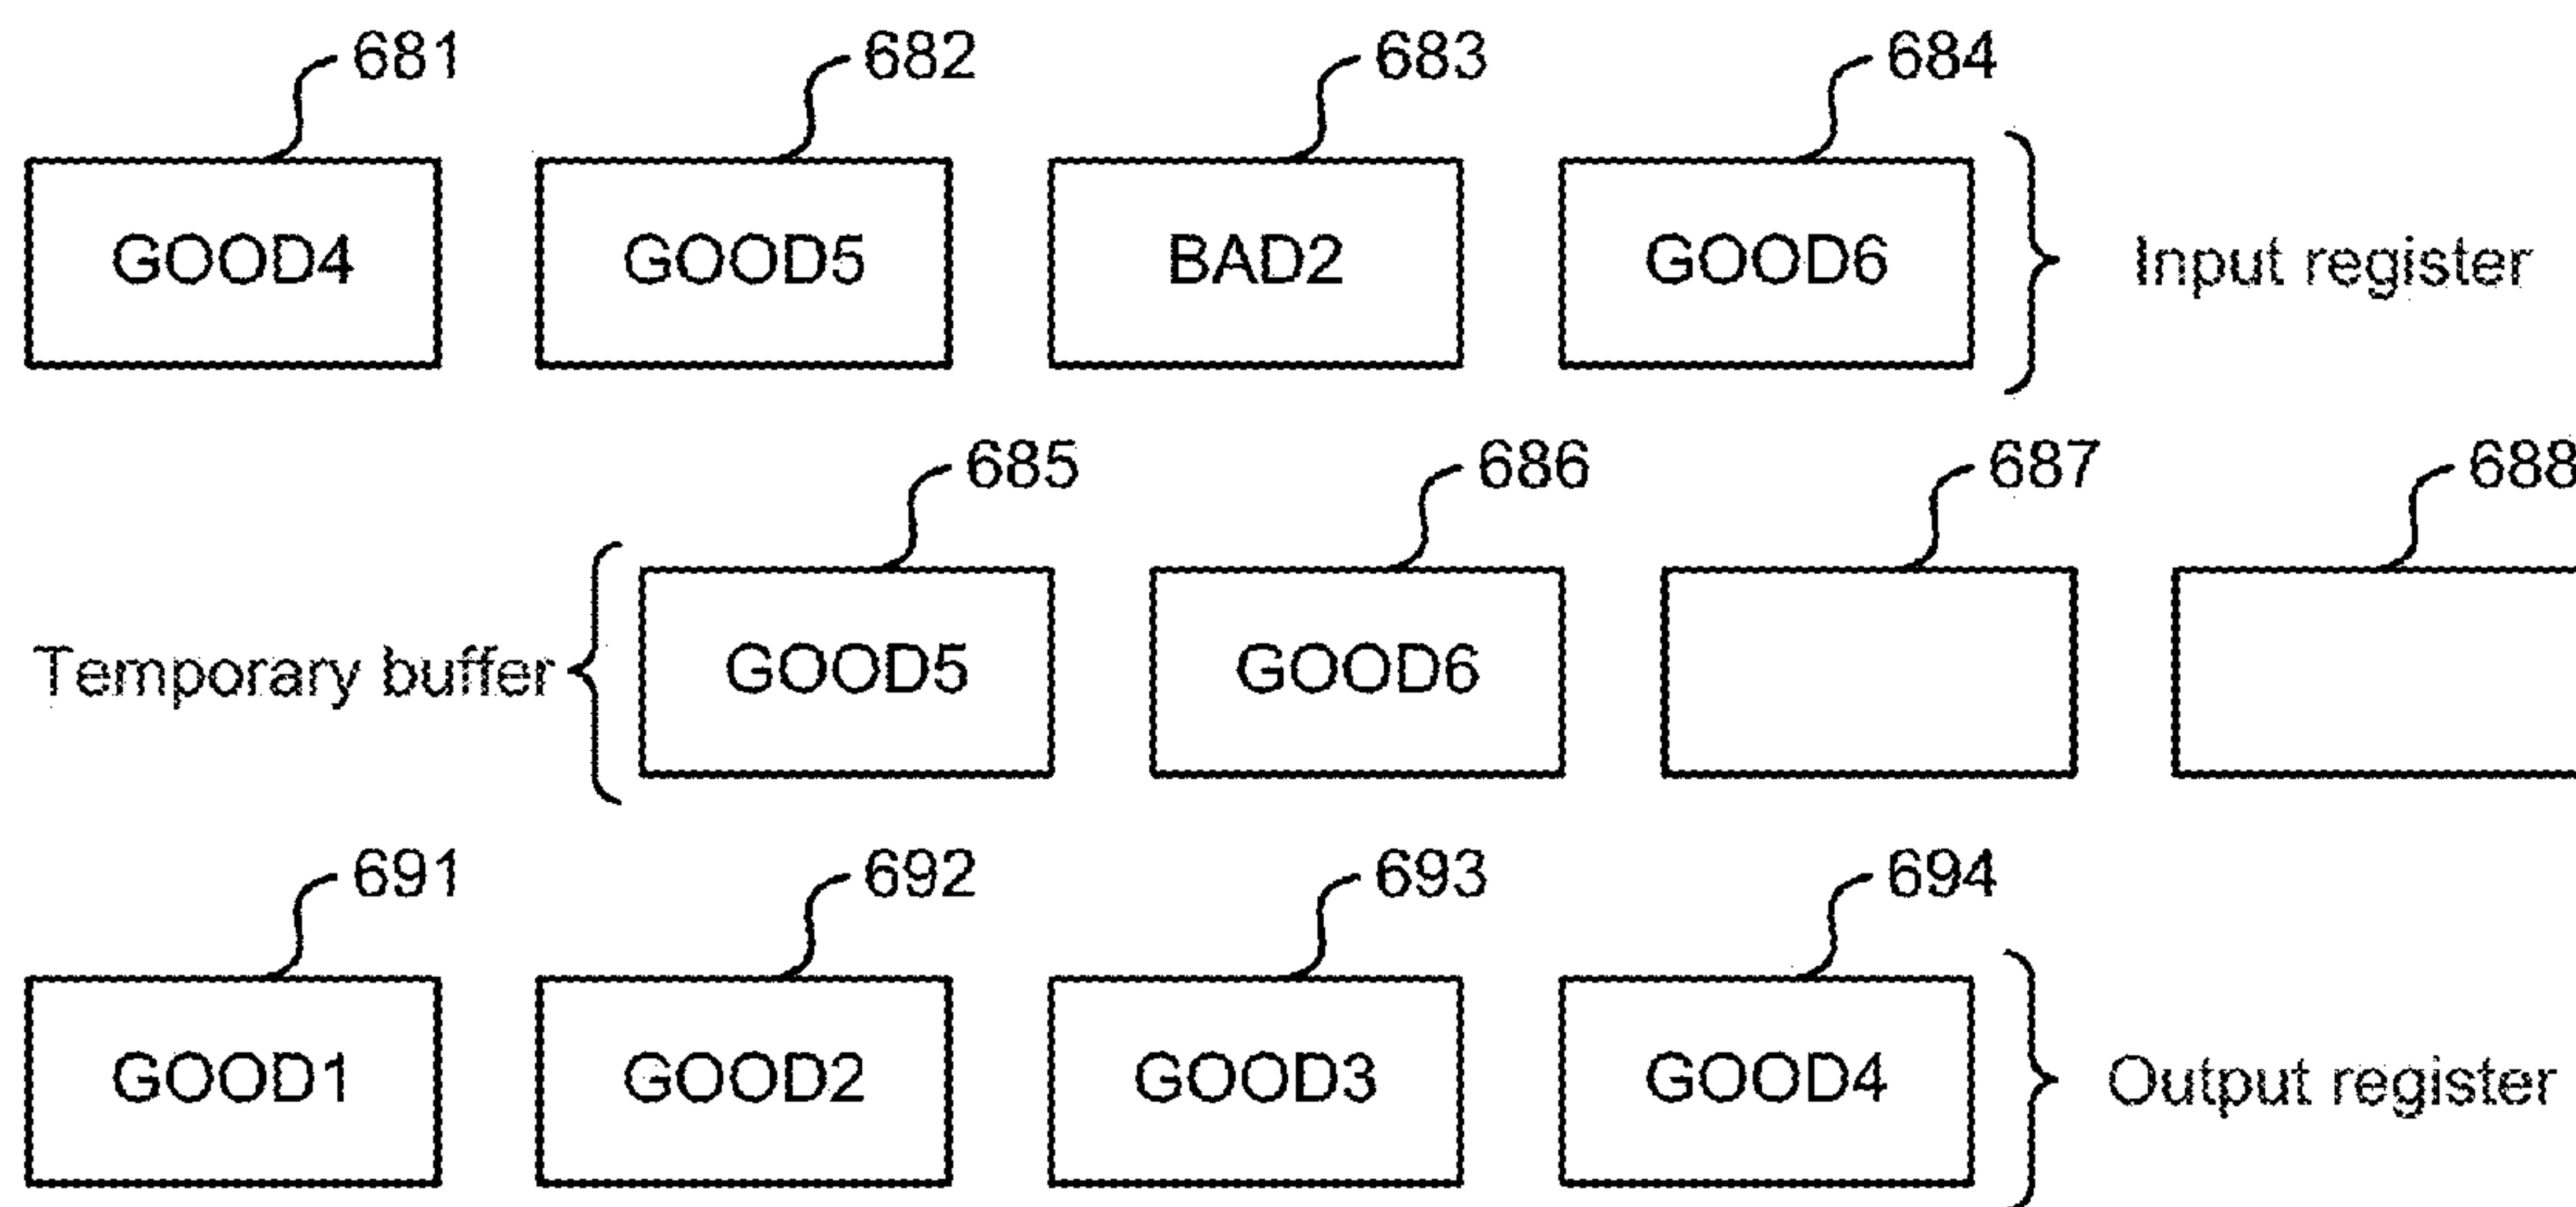 681 682 683 684
GOOD4 GOOD5 BAD2 GOOD6 Input register
685 686 687 688
Temporary buffer GOOD5 GOOD6
691 692 693 694
GOOD1 GOOD2 GOOD3 GOOD4 Output register